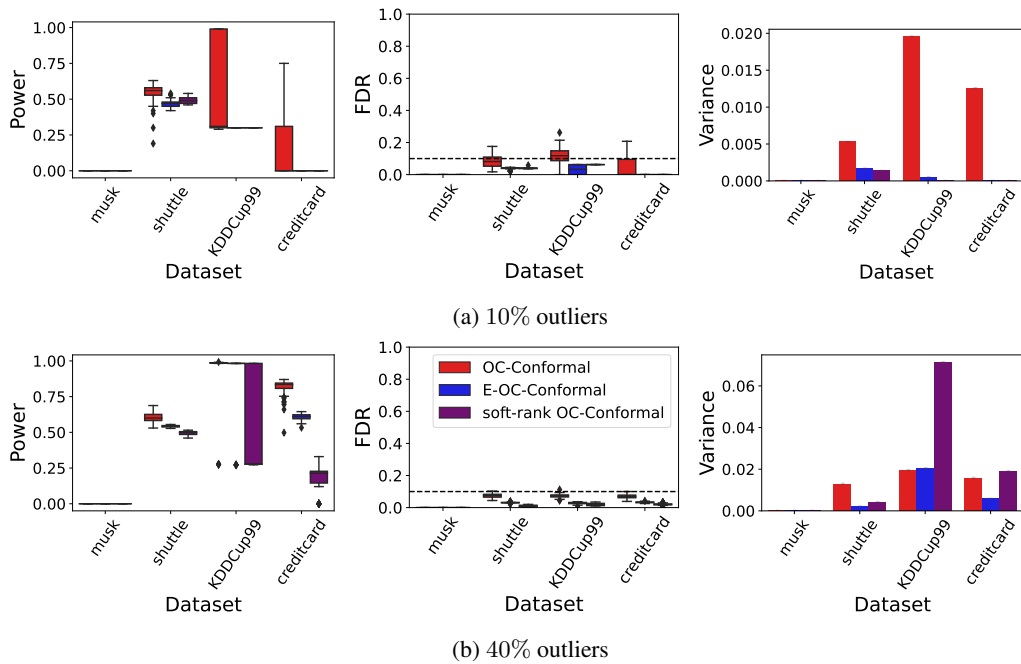 Power
1.00
0.75
0.50
0.25
0.00
musk
shuttle
KDDCup99
creditcard
Dataset
FDR
1.0
0.8
0.6
0.4
0.2
0.0
musk
shuttle
KDDCup99
creditcard
Dataset
Variance
0.020
0.015
0.010
0.005
0.000
musk
shuttle
KDDCup99
creditcard
Dataset
(a) 10% outliers
Power
1.00
0.75
0.50
0.25
0.00
musk
shuttle
KDDCup99
creditcard
Dataset
FDR
1.0
0.8
0.6
0.4
0.2
0.0
OC-Conformal
E-OC-Conformal
soft-rank OC-Conformal
musk
shuttle
KDDCup99
creditcard
Dataset
Variance
0.06
0.04
0.02
0.00
musk
shuttle
KDDCup99
creditcard
Dataset
(b) 40% outliers